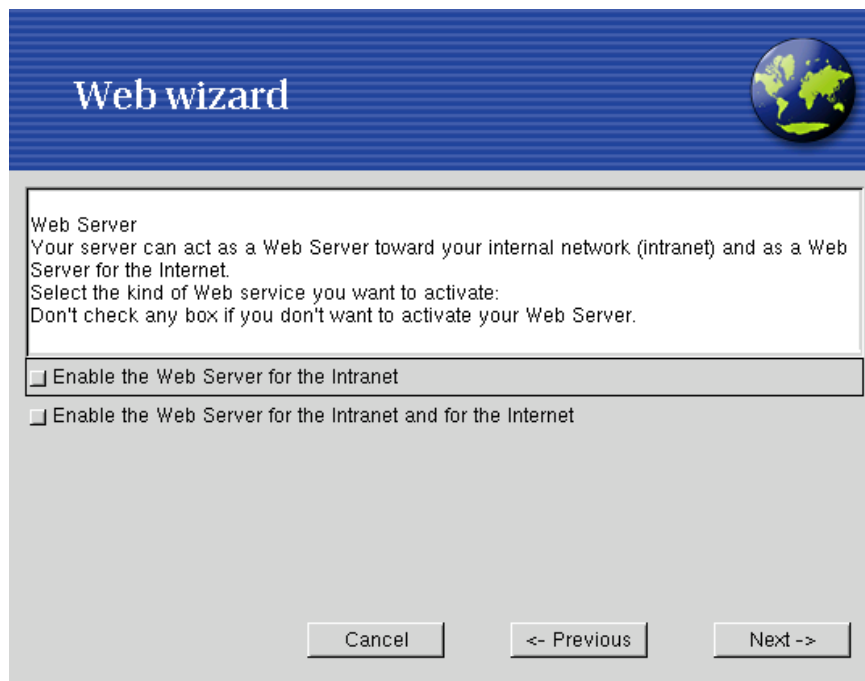 Web wizard
Web Server
Your server can act as a Web Server toward your internal network (intranet) and as a Web
Server for the Internet.
Select the kind of Web service you want to activate:
Don't check any box if you don't want to activate your Web Server.
Enable the Web Server for the Intranet
Enable the Web Server for the Intranet and for the Internet
Cancel
<- Previous
Next ->